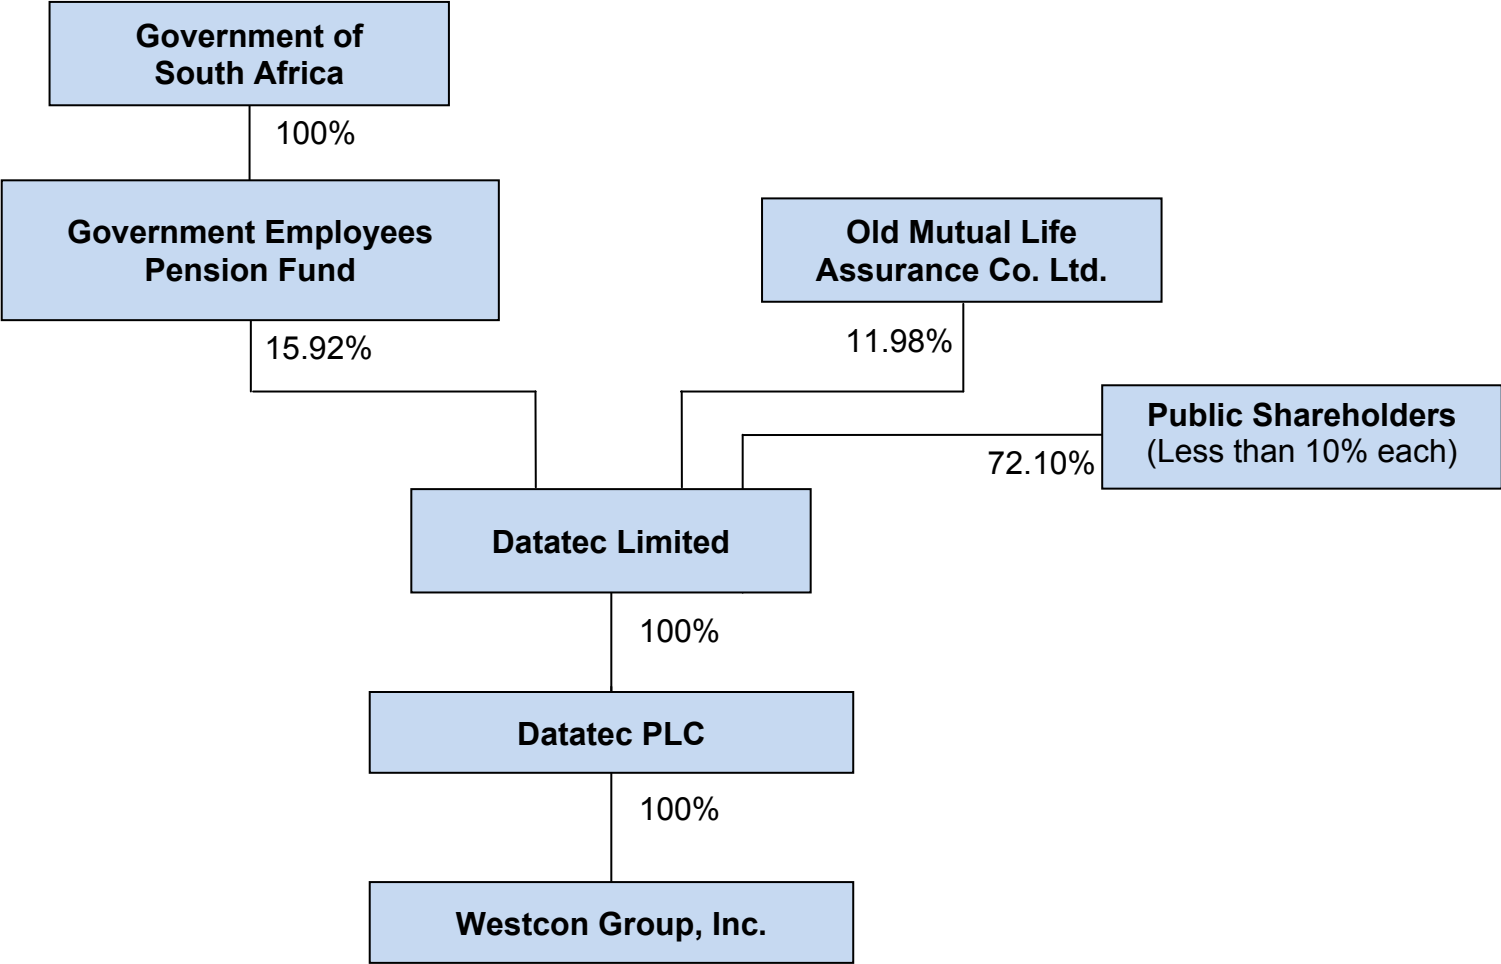 Government of
South Africa
100%
Government Employees
Pension Fund
Old Mutual Life
Assurance Co. Ltd.
15.92%
11.98%
Public Shareholders
(Less than 10% each)
72.10%
Datatec Limited
100%
Datatec PLC
100%
Westcon Group, Inc.